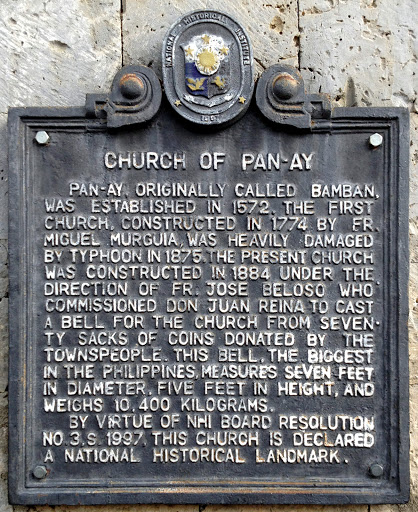 NATIONAL HISTORICAL INSTITUTE
CHURCH OF PAN-AY
PAN-AY, ORIGINALLY CALLED BAMBAN,
WAS ESTABLISHED IN 1572. THE FIRST
CHURCH, CONSTRUCTED IN 1774 BY FR.
MIGUEL MURGUIA, WAS HEAVILY DAMAGED
BY TYPHOON IN 1875. THE PRESENT CHURCH
WAS CONSTRUCTED IN 1884 UNDER THE
DIRECTION OF FR. JOSE BELOSO WHO
COMMISSIONED DON JUAN REINA TO CAST
A BELL FOR THE CHURCH FROM SEVEN-
TY SACKS OF COINS DONATED BY THE
TOWNSPEOPLE. THIS BELL, THE BIGGEST
IN THE PHILIPPINES, MEASURES SEVEN FEET
IN DIAMETER, FIVE FEET IN HEIGHT, AND
WEIGHS 10,400 KILOGRAMS.
BY VIRTUE OF NHI BOARD RESOLUTION
NO. 3, S. 1997, THIS CHURCH IS DECLARED
A NATIONAL HISTORICAL LANDMARK.